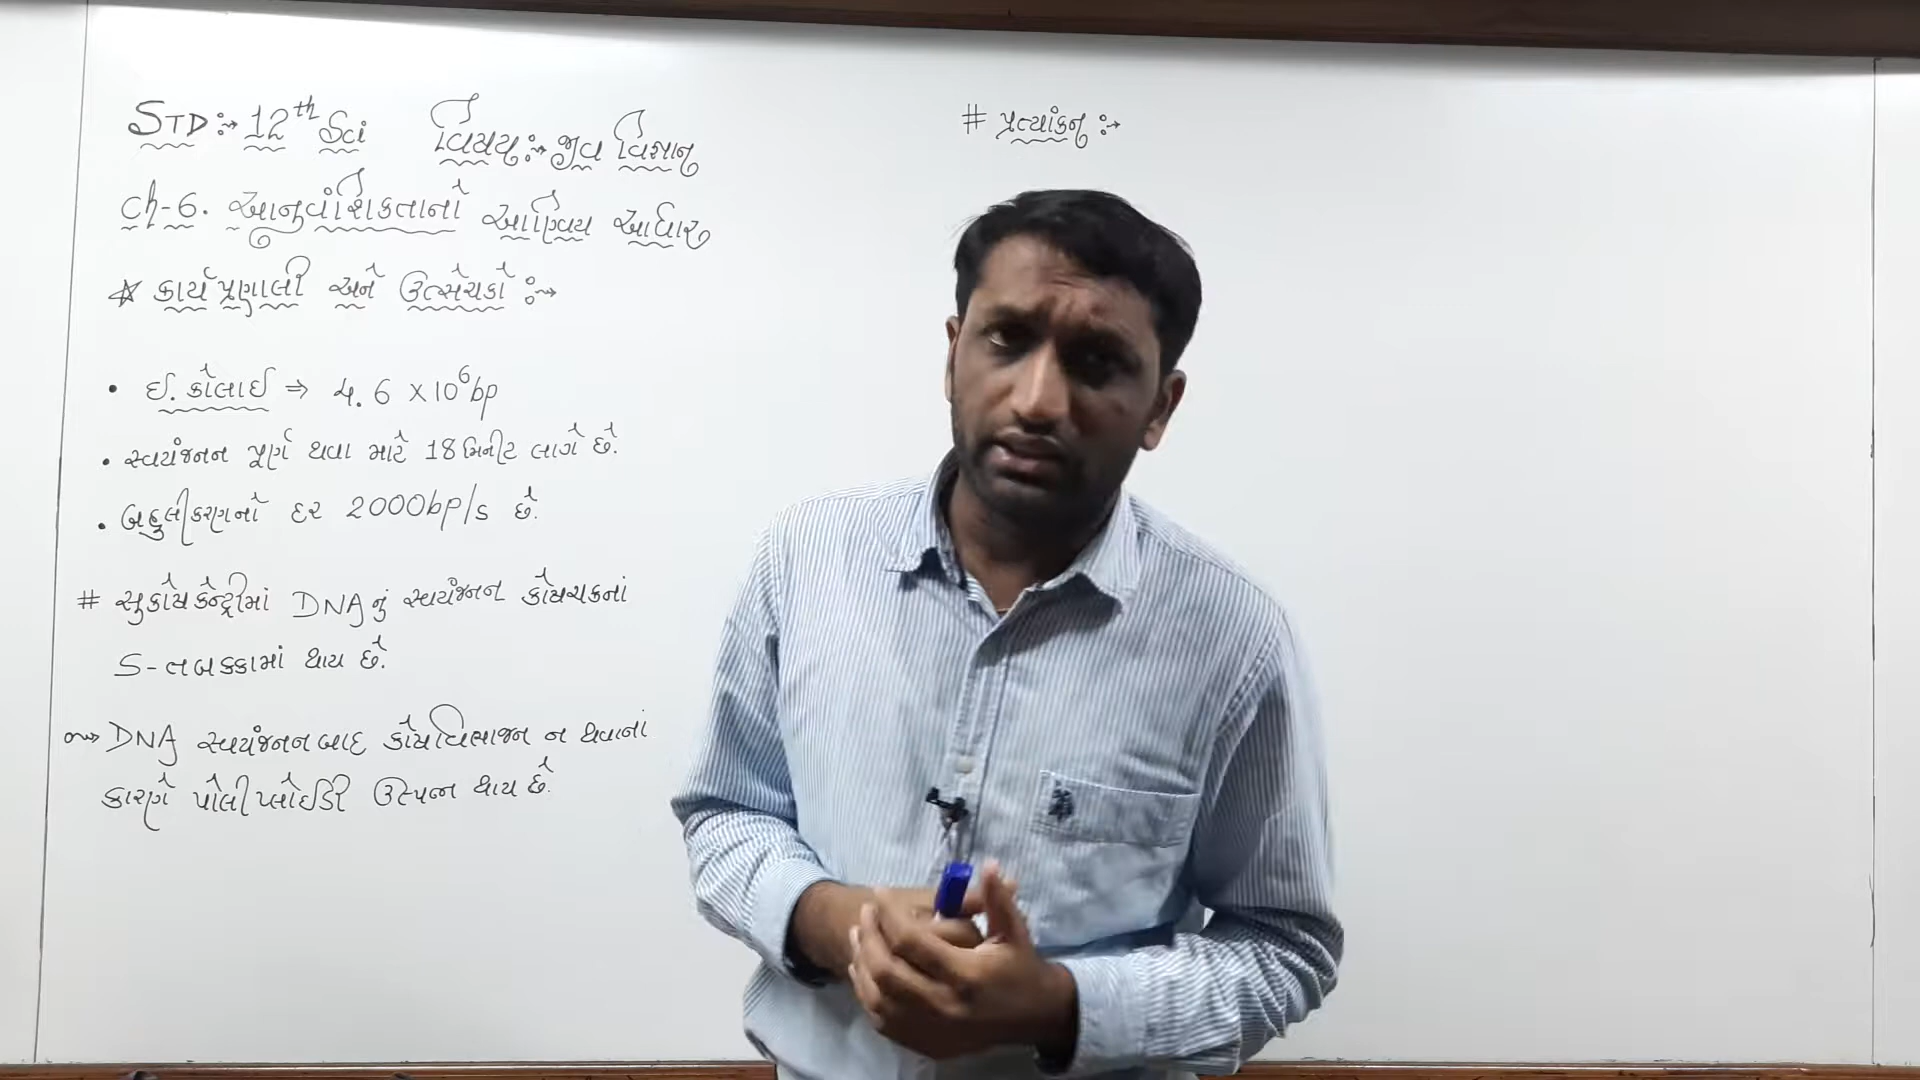 STD:→ 12th Sci વિષય:→ જીવ વિજ્ઞાન
ch-6. આનુવંશિકતાનો આણ્વિય આધાર
☆ કાર્યપ્રણાલી અને ઉત્સેચકો :→
• ઈ.કોલાઈ ⇒ 4.6 ×10⁶bp
• સ્વયંજનન પૂર્ણ થવા માટે 18 મિનીટ લાગે છે.
• બહુલીકરણનો દર 2000bp/s છે.
# સુકોષકેન્દ્રીમાં DNAનું સ્વયંજનન કોષચક્રનાં
S-તબક્કામાં થાય છે.
⇝ DNA સ્વયંજનન બાદ કોષવિભાજન ન થવાનાં
કારણે પોલીપ્લોઈડી ઉત્પન્ન થાય છે.
# પ્રત્યાંકન :→